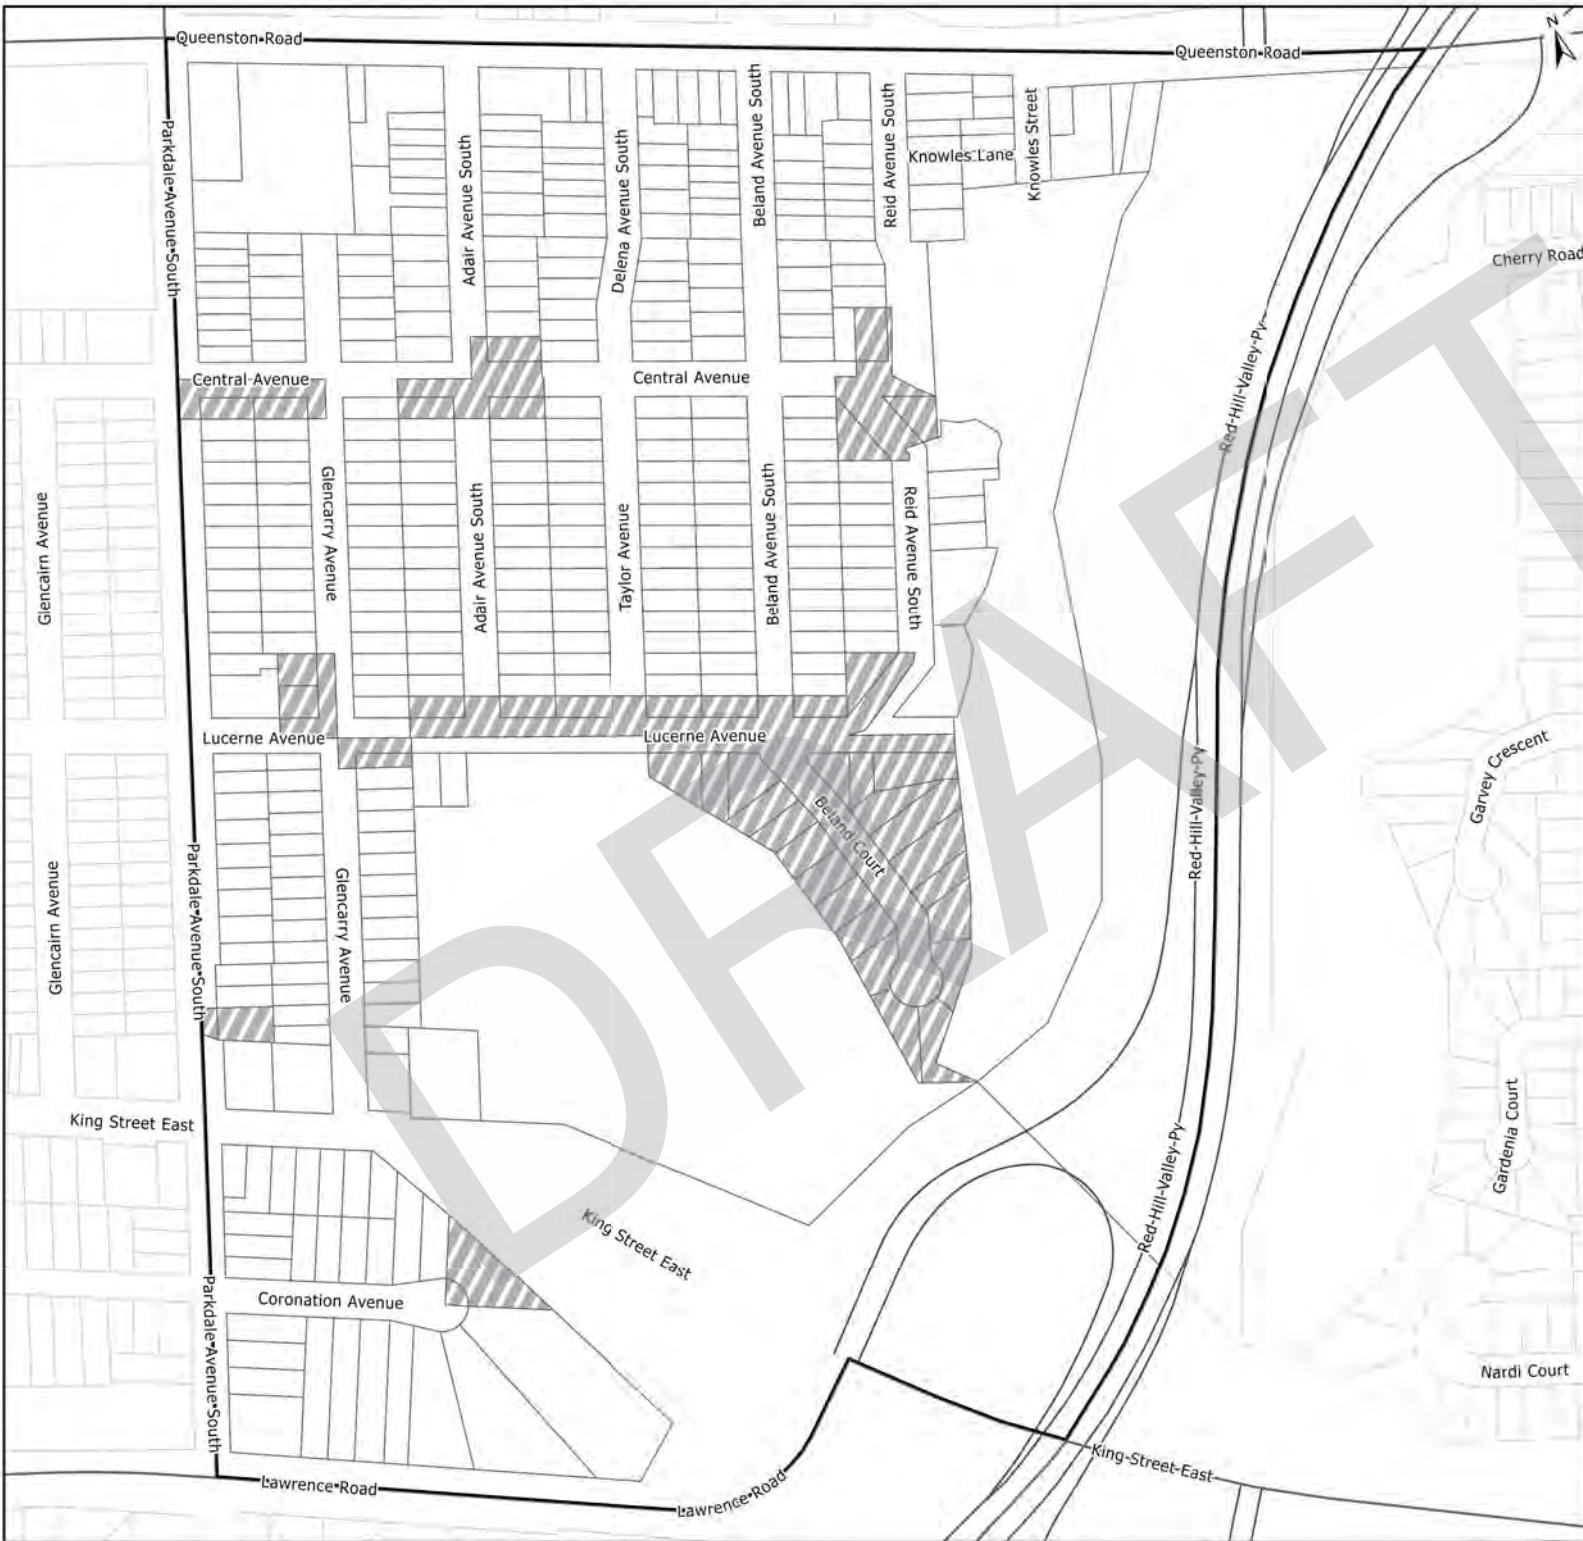 N
Queenston Road
Queenston Road
Parkdale Avenue South
Adair Avenue South
Delena Avenue South
Beland Avenue South
Reid Avenue South
Knowles Lane
Knowles Street
Cherry Road
Central Avenue
Central Avenue
Red Hill Valley Py
Glencairn Avenue
Glencarry Avenue
Adair Avenue South
Taylor Avenue
Beland Avenue South
Reid Avenue South
Lucerne Avenue
Lucerne Avenue
Beland Court
Red-Hill-Valley-Py
Garvey Crescent
Glencairn Avenue
Parkdale Avenue South
Glencarry Avenue
DRAFT
King Street East
King Street East
Red-Hill-Valley-Py
Gardenia Court
Coronation Avenue
Parkdale Avenue South
Nardi Court
Lawrence Road
Lawrence Road
King-Street-East